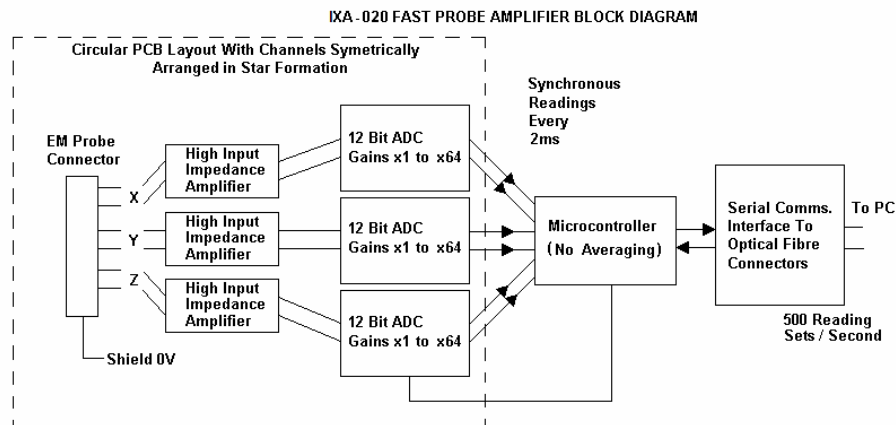 IXA-020 FAST PROBE AMPLIFIER BLOCK DIAGRAM
Circular PCB Layout With Channels Symetrically
Arranged in Star Formation
Synchronous
Readings
Every
2ms
EM Probe
Connector
X
Y
Z
Shield 0V
High Input
Impedance
Amplifier
High Input
Impedance
Amplifier
High Input
Impedance
Amplifier
12 Bit ADC
Gains x1 to x64
12 Bit ADC
Gains x1 to x64
12 Bit ADC
Gains x1 to x64
Microcontroller
(No Averaging)
Serial Comms.
Interface To
Optical Fibre
Connectors
To PC
500 Reading
Sets / Second